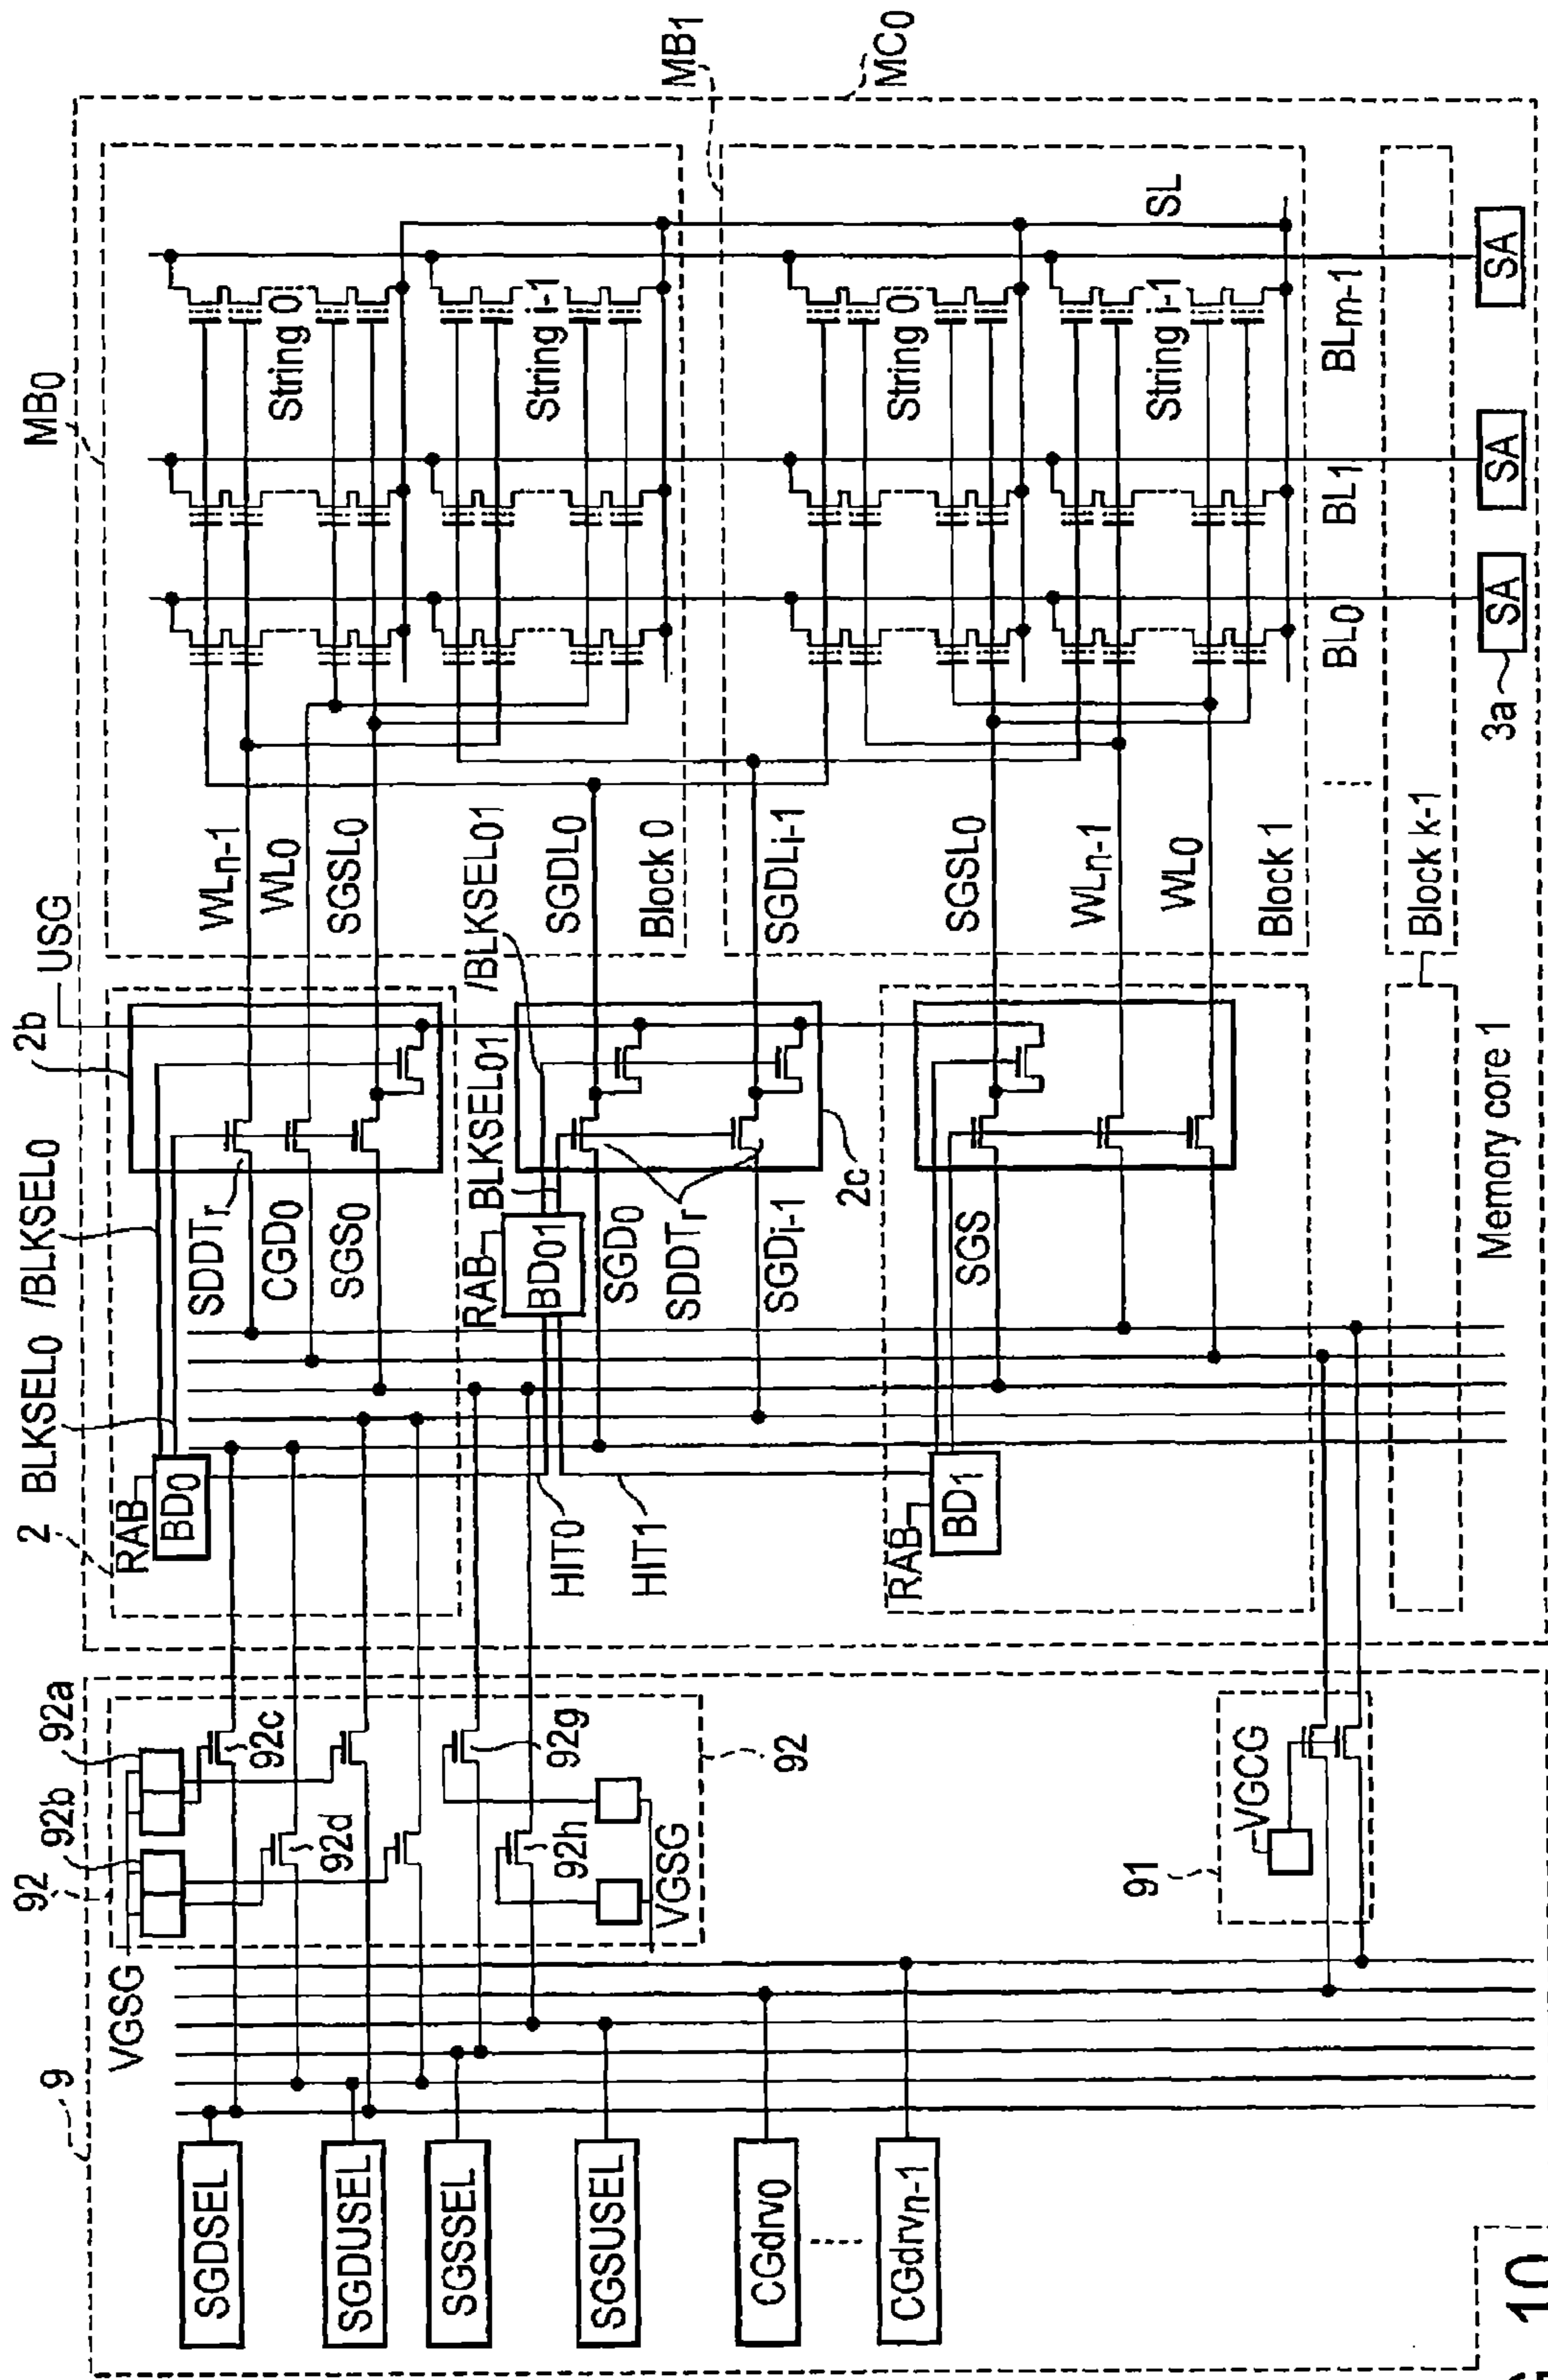 MB0
MB1
MC0
String 0
String i-1
String 0
String i-1
SL
BLm-1
BL1
BL0
SA
SA
SA
3a
USG
WLn-1
WL0
SGSL0
/BLKSEL01
SGDL0
Block 0
SGDLi-1
SGSL0
WLn-1
WL0
Block 1
Block k-1
2b
BLKSEL0 /BLKSEL0
SDDTr
CGD0
SGS0
RAB
BLKSEL01
BD01
SGD0
SDDTr
SGDi-1
2c
SGS
Memory core 1
2
RAB
BD0
HIT0
HIT1
RAB
BD1
92a
92b
92
92c
92d
92g
92h
92
VGSG
VGSG
VGCG
91
9
SGDSEL
SGDUSEL
SGSSEL
SGSUSEL
CGdrv0
CGdrvn-1
10